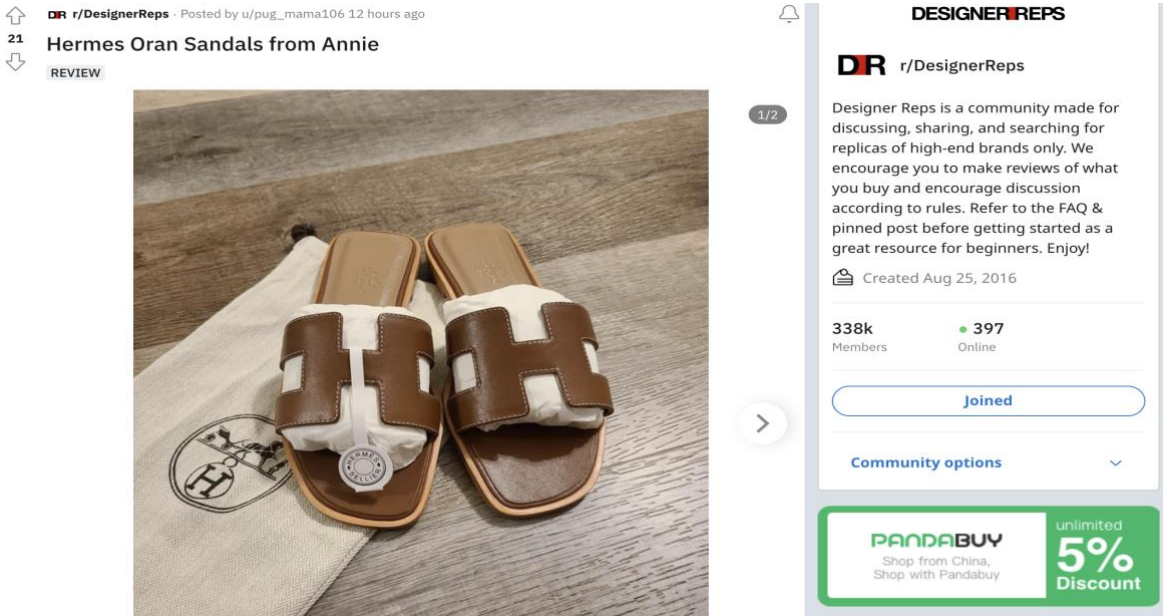 DR r/DesignerReps · Posted by u/pug_mama106 12 hours ago
21
Hermes Oran Sandals from Annie
REVIEW
1/2
HERMES
SELLIER
H
DESIGNER REPS
DR r/DesignerReps
Designer Reps is a community made for
discussing, sharing, and searching for
replicas of high-end brands only. We
encourage you to make reviews of what
you buy and encourage discussion
according to rules. Refer to the FAQ &
pinned post before getting started as a
great resource for beginners. Enjoy!
Created Aug 25, 2016
338k
Members
397
Online
Joined
Community options
PANDABUY
Shop from China,
Shop with Pandabuy
unlimited
5%
Discount